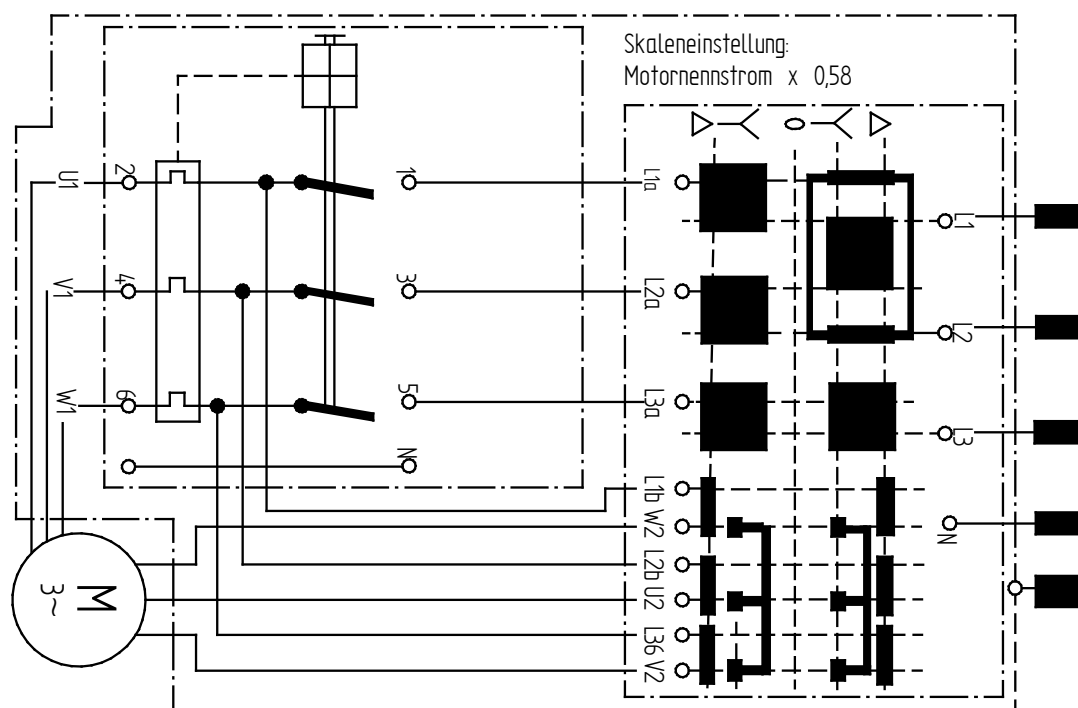 Skaleneinstellung:
Motornennstrom x 0,58
U1
2
1
L1a
L1
V1
4
3
L2a
L2
W1
6
5
L3a
L3
N
L1b
W2
N
L2b
U2
L36
V2
M
3~